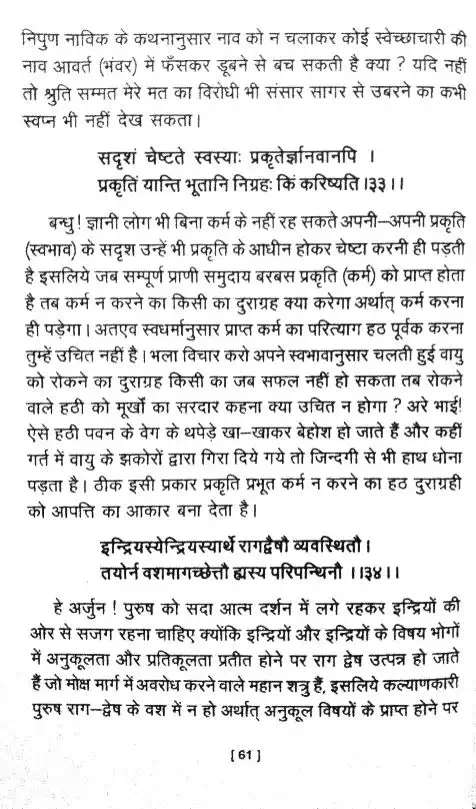 निपुण नाविक के कथनानुसार नाव को न चलाकर कोई स्वेच्छाचारी की
नाव आवर्त (भंवर) में फँसकर डूबने से बच सकती है क्या ? यदि नहीं
तो श्रुति सम्मत मेरे मत का विरोधी भी संसार सागर से उबरने का कभी
स्वप्न भी नहीं देख सकता।
सदृशं चेष्टते स्वस्याः प्रकृतेर्ज्ञानवानपि ।
प्रकृतिं यान्ति भूतानि निग्रहः किं करिष्यति ।३३।।
बन्धु ! ज्ञानी लोग भी बिना कर्म के नहीं रह सकते अपनी–अपनी प्रकृति
(स्वभाव) के सदृश उन्हें भी प्रकृति के आधीन होकर चेष्टा करनी ही पड़ती
है इसलिये जब सम्पूर्ण प्राणी समुदाय बरबस प्रकृति (कर्म) को प्राप्त होता
है तब कर्म न करने का किसी का दुराग्रह क्या करेगा अर्थात् कर्म करना
ही पड़ेगा। अतएव स्वधर्मानुसार प्राप्त कर्म का परित्याग हठ पूर्वक करना
तुम्हें उचित नहीं है। भला विचार करो अपने स्वभावानुसार चलती हुई वायु
को रोकने का दुराग्रह किसी का जब सफल नहीं हो सकता तब रोकने
वाले हठी को मूर्खों का सरदार कहना क्या उचित न होगा ? अरे भाई!
ऐसे हठी पवन के वेग के थपेड़े खा–खाकर बेहोश हो जाते हैं और कहीं
गर्त में वायु के झकोरों द्वारा गिरा दिये गये तो जिन्दगी से भी हाथ धोना
पड़ता है। ठीक इसी प्रकार प्रकृति प्रभूत कर्म न करने का हठ दुराग्रही
को आपत्ति का आकार बना देता है।
इन्द्रियस्येन्द्रियस्यार्थे रागद्वैषौ व्यवस्थितौ।
तयोर्न वशमागच्छेत्तौ ह्यस्य परिपन्थिनौ ।।३४।।
हे अर्जुन ! पुरुष को सदा आत्म दर्शन में लगे रहकर इन्द्रियों की
ओर से सजग रहना चाहिए क्योंकि इन्द्रियों और इन्द्रियों के विषय भोगों
में अनुकूलता और प्रतिकूलता प्रतीत होने पर राग द्वेष उत्पन्न हो जाते
हैं जो मोक्ष मार्ग में अवरोध करने वाले महान शत्रु हैं, इसलिये कल्याणकारी
पुरुष राग–द्वेष के वश में न हो अर्थात् अनुकूल विषयों के प्राप्त होने पर
[ 61 ]